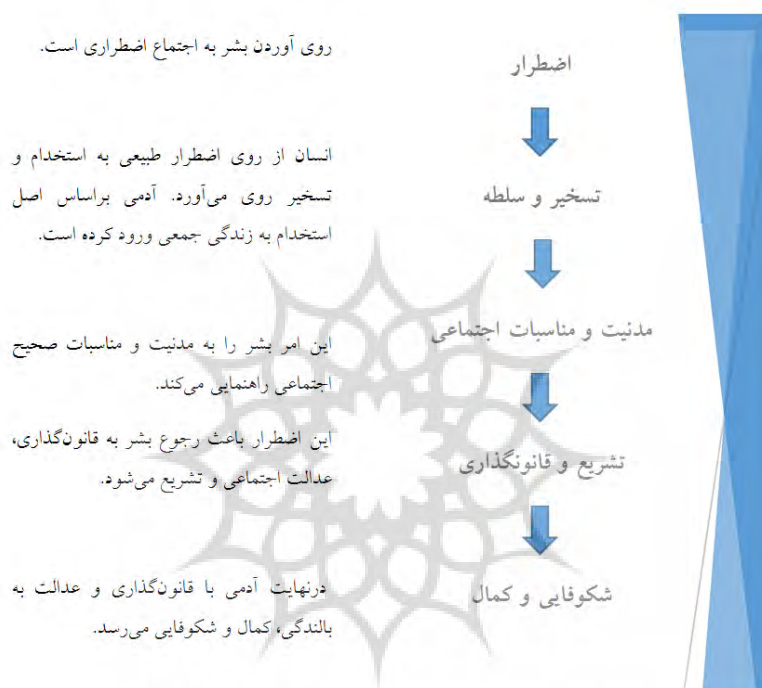 اضطرار
روی آوردن بشر به اجتماع اضطراری است.
تسخیر و سلطه
انسان از روی اضطرار طبیعی به استخدام و
تسخیر روی می‌آورد. آدمی براساس اصل
استخدام به زندگی جمعی ورود کرده است.
مدنیت و مناسبات اجتماعی
این امر بشر را به مدنیت و مناسبات صحیح
اجتماعی راهنمایی می‌کند.
تشریع و قانونگذاری
این اضطرار باعث رجوع بشر به قانون‌گذاری،
عدالت اجتماعی و تشریع می‌شود.
شکوفایی و کمال
درنهایت آدمی با قانون‌گذاری و عدالت به
بالندگی، کمال و شکوفایی می‌رسد.